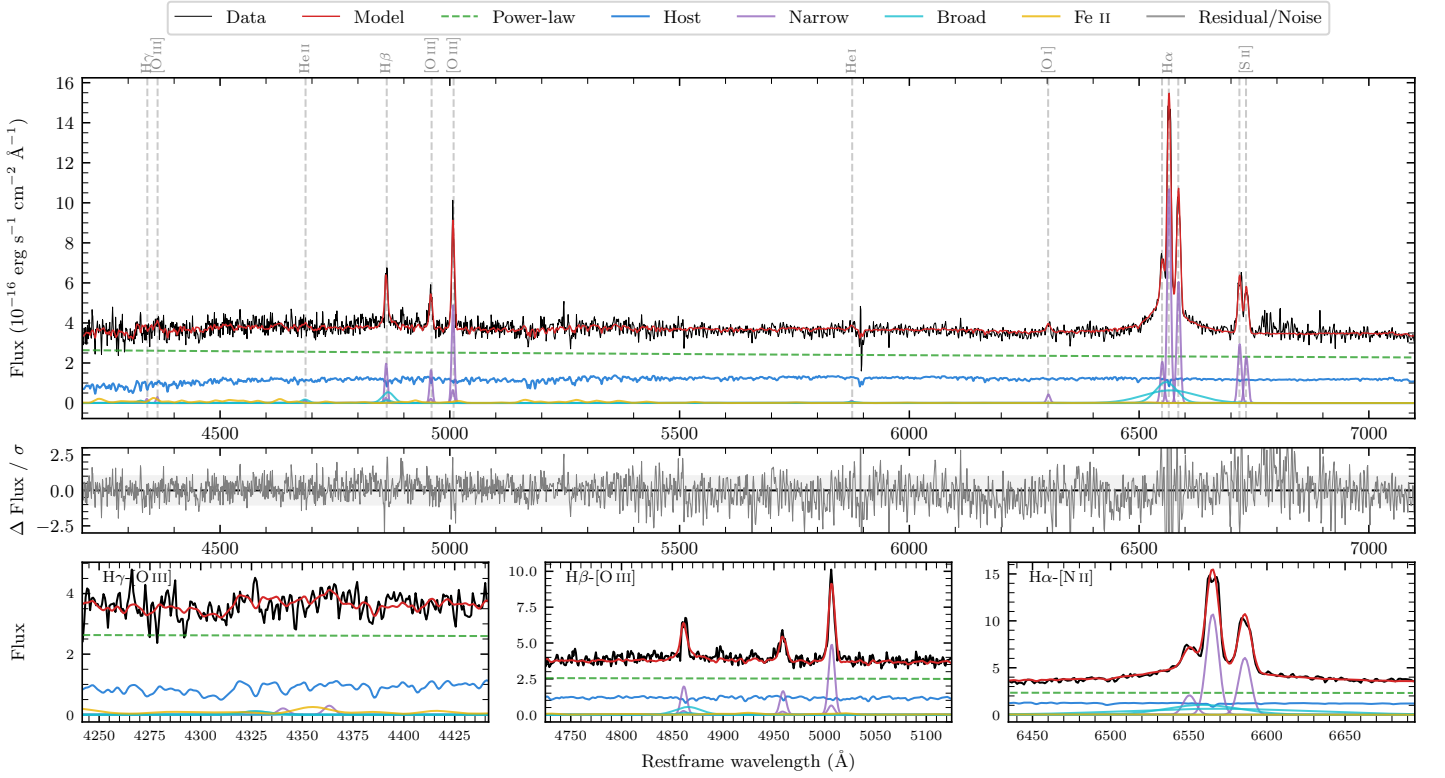 Data Model Power-law Host Narrow Broad Fe II Residual/Noise
Hγ [O III] He II Hβ [O III] [O III] He I [O I] Hα [S II]
Flux (10⁻¹⁶ erg s⁻¹ cm⁻² Å⁻¹)
16
14
12
10
8
6
4
2
0
4500 5000 5500 6000 6500 7000
Δ Flux / σ
2.5
0.0
−2.5
4500 5000 5500 6000 6500 7000
Flux
Hγ-[O III]
4
2
0
4250 4275 4300 4325 4350 4375 4400 4425
Hβ-[O III]
10.0
7.5
5.0
2.5
0.0
4750 4800 4850 4900 4950 5000 5050 5100
Hα-[N II]
15
10
5
0
6450 6500 6550 6600 6650
Restframe wavelength (Å)